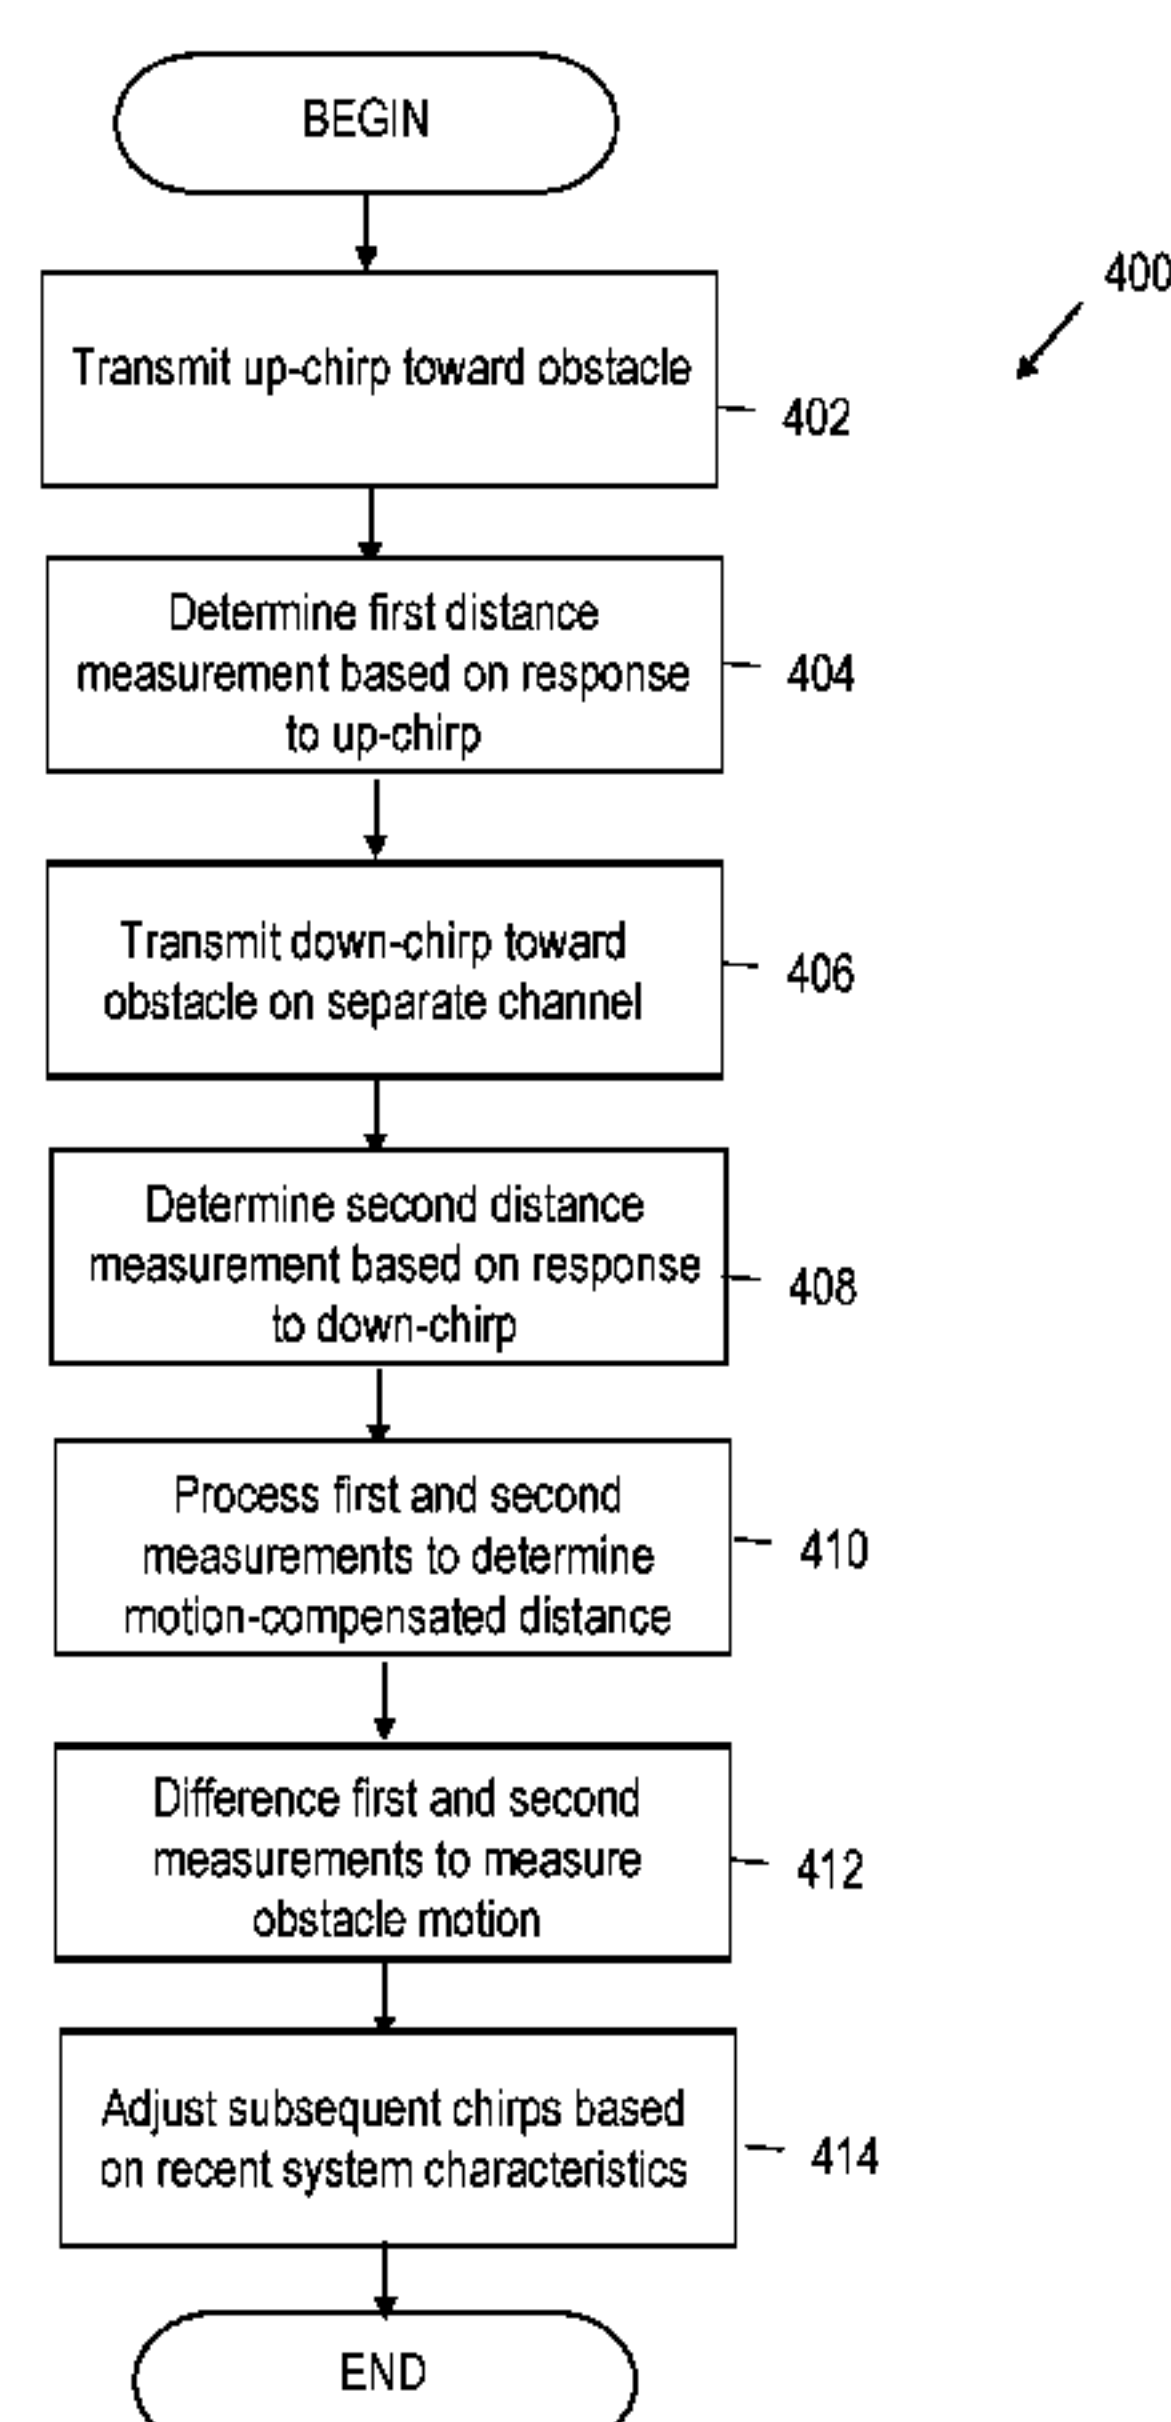 BEGIN
400
Transmit up-chirp toward obstacle
402
Determine first distance
measurement based on response
to up-chirp
404
Transmit down-chirp toward
obstacle on separate channel
406
Determine second distance
measurement based on response
to down-chirp
408
Process first and second
measurements to determine
motion-compensated distance
410
Difference first and second
measurements to measure
obstacle motion
412
Adjust subsequent chirps based
on recent system characteristics
414
END